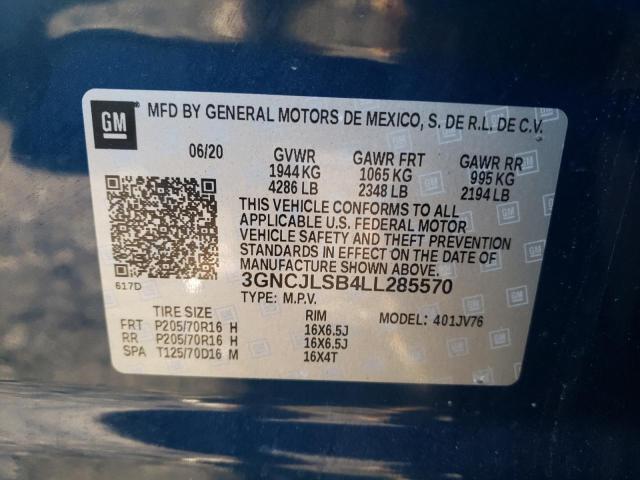 GM
MFD BY GENERAL MOTORS DE MEXICO, S. DE R.L. DE C.V.
06/20 GVWR GAWR FRT GAWR RR
1944 KG 1065 KG 995 KG
4286 LB 2348 LB 2194 LB
THIS VEHICLE CONFORMS TO ALL
APPLICABLE U.S. FEDERAL MOTOR
VEHICLE SAFETY AND THEFT PREVENTION
STANDARDS IN EFFECT ON THE DATE OF
MANUFACTURE SHOWN ABOVE.
617D 3GNCJLSB4LL285570
TYPE: M.P.V.
TIRE SIZE RIM MODEL: 401JV76
FRT P205/70R16 H 16X6.5J
RR P205/70R16 H 16X6.5J
SPA T125/70D16 M 16X4T